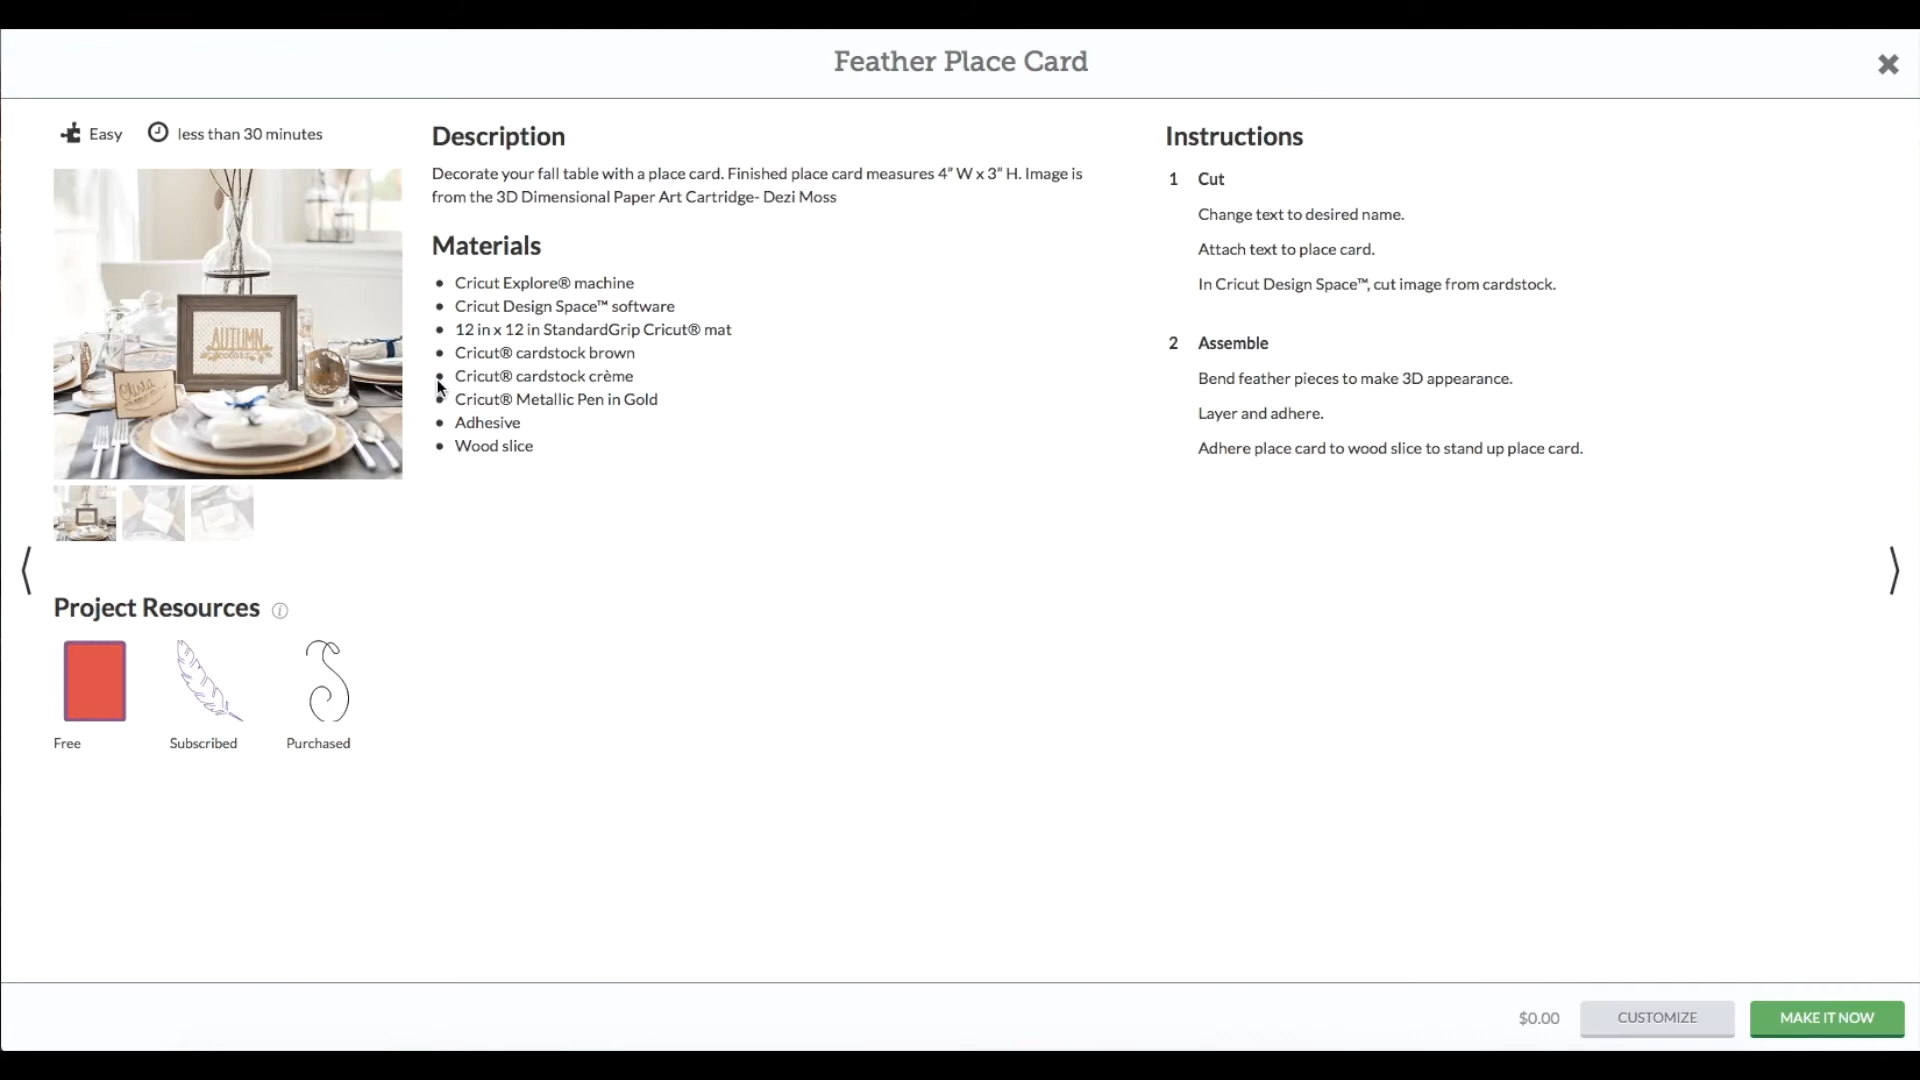 Feather Place Card
Easy
less than 30 minutes
Description
Decorate your fall table with a place card. Finished place card measures 4” W x 3” H. Image is
from the 3D Dimensional Paper Art Cartridge- Dezi Moss
Materials
Cricut Explore® machine
Cricut Design Space™ software
12 in x 12 in StandardGrip Cricut® mat
Cricut® cardstock brown
Cricut® cardstock crème
Cricut® Metallic Pen in Gold
Adhesive
Wood slice
Instructions
1 Cut
Change text to desired name.
Attach text to place card.
In Cricut Design Space™, cut image from cardstock.
2 Assemble
Bend feather pieces to make 3D appearance.
Layer and adhere.
Adhere place card to wood slice to stand up place card.
AUTUMN
colors
Olivia
Project Resources
Free
Subscribed
Purchased
$0.00
CUSTOMIZE
MAKE IT NOW